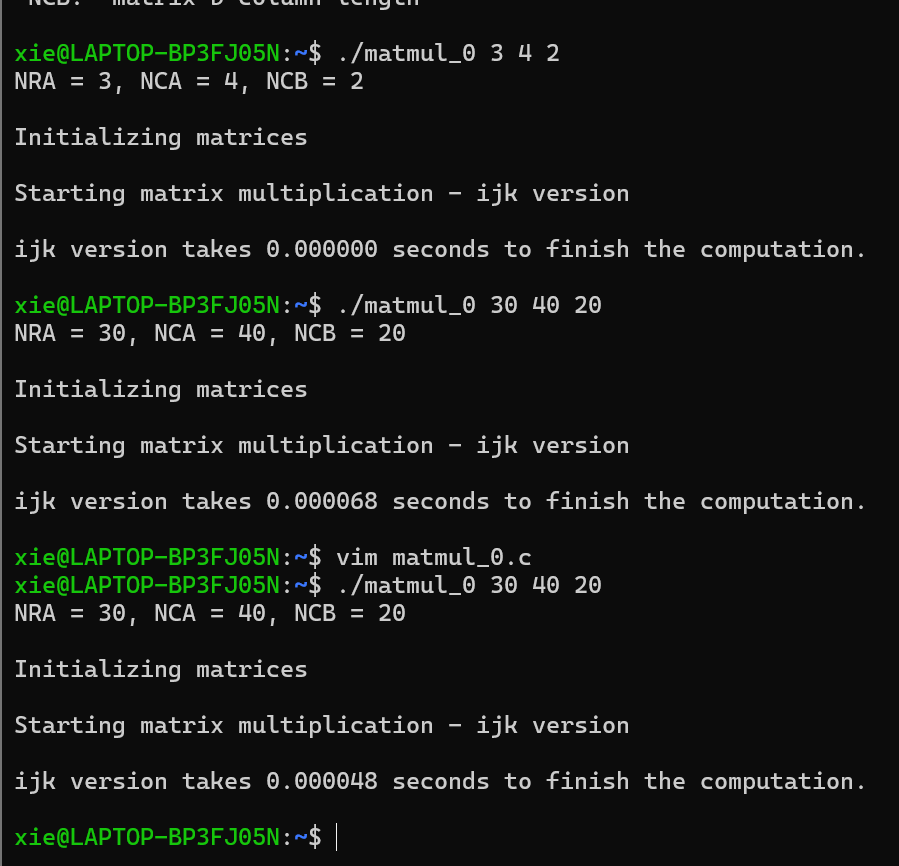 xie@LAPTOP-BP3FJ05N:~$ ./matmul_0 3 4 2
NRA = 3, NCA = 4, NCB = 2
Initializing matrices
Starting matrix multiplication - ijk version
ijk version takes 0.000000 seconds to finish the computation.
xie@LAPTOP-BP3FJ05N:~$ ./matmul_0 30 40 20
NRA = 30, NCA = 40, NCB = 20
Initializing matrices
Starting matrix multiplication - ijk version
ijk version takes 0.000068 seconds to finish the computation.
xie@LAPTOP-BP3FJ05N:~$ vim matmul_0.c
xie@LAPTOP-BP3FJ05N:~$ ./matmul_0 30 40 20
NRA = 30, NCA = 40, NCB = 20
Initializing matrices
Starting matrix multiplication - ijk version
ijk version takes 0.000048 seconds to finish the computation.
xie@LAPTOP-BP3FJ05N:~$